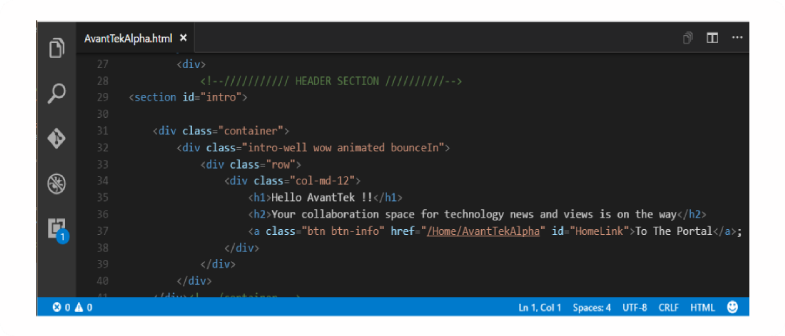 AvantTekAlpha.html ×
27 <div>
28 <!--/////////// HEADER SECTION //////////-->
29 <section id="intro">
30
31 <div class="container">
32 <div class="intro-well wow animated bounceIn">
33 <div class="row">
34 <div class="col-md-12">
35 <h1>Hello AvantTek !!</h1>
36 <h2>Your collaboration space for technology news and views is on the way</h2>
37 <a class="btn btn-info" href="/Home/AvantTekAlpha" id="HomeLink">To The Portal</a>;
38 </div>
39 </div>
40 </div>
1
0 0 Ln 1, Col 1 Spaces: 4 UTF-8 CRLF HTML